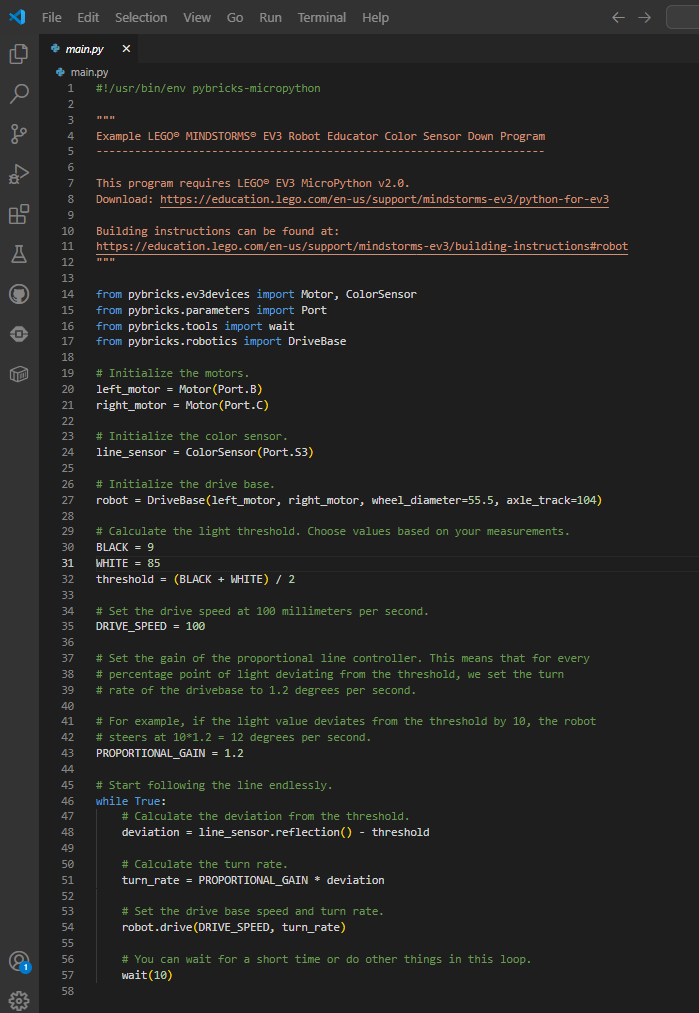 File Edit Selection View Go Run Terminal Help
main.py
main.py
1 #!/usr/bin/env pybricks-micropython
2
3 """
4 Example LEGO® MINDSTORMS® EV3 Robot Educator Color Sensor Down Program
5 ----------------------------------------------------------------------
6
7 This program requires LEGO® EV3 MicroPython v2.0.
8 Download: https://education.lego.com/en-us/support/mindstorms-ev3/python-for-ev3
9
10 Building instructions can be found at:
11 https://education.lego.com/en-us/support/mindstorms-ev3/building-instructions#robot
12 """
13
14 from pybricks.ev3devices import Motor, ColorSensor
15 from pybricks.parameters import Port
16 from pybricks.tools import wait
17 from pybricks.robotics import DriveBase
18
19 # Initialize the motors.
20 left_motor = Motor(Port.B)
21 right_motor = Motor(Port.C)
22
23 # Initialize the color sensor.
24 line_sensor = ColorSensor(Port.S3)
25
26 # Initialize the drive base.
27 robot = DriveBase(left_motor, right_motor, wheel_diameter=55.5, axle_track=104)
28
29 # Calculate the light threshold. Choose values based on your measurements.
30 BLACK = 9
31 WHITE = 85
32 threshold = (BLACK + WHITE) / 2
33
34 # Set the drive speed at 100 millimeters per second.
35 DRIVE_SPEED = 100
36
37 # Set the gain of the proportional line controller. This means that for every
38 # percentage point of light deviating from the threshold, we set the turn
39 # rate of the drivebase to 1.2 degrees per second.
40
41 # For example, if the light value deviates from the threshold by 10, the robot
42 # steers at 10*1.2 = 12 degrees per second.
43 PROPORTIONAL_GAIN = 1.2
44
45 # Start following the line endlessly.
46 while True:
47     # Calculate the deviation from the threshold.
48     deviation = line_sensor.reflection() - threshold
49
50     # Calculate the turn rate.
51     turn_rate = PROPORTIONAL_GAIN * deviation
52
53     # Set the drive base speed and turn rate.
54     robot.drive(DRIVE_SPEED, turn_rate)
55
56     # You can wait for a short time or do other things in this loop.
57     wait(10)
58
1